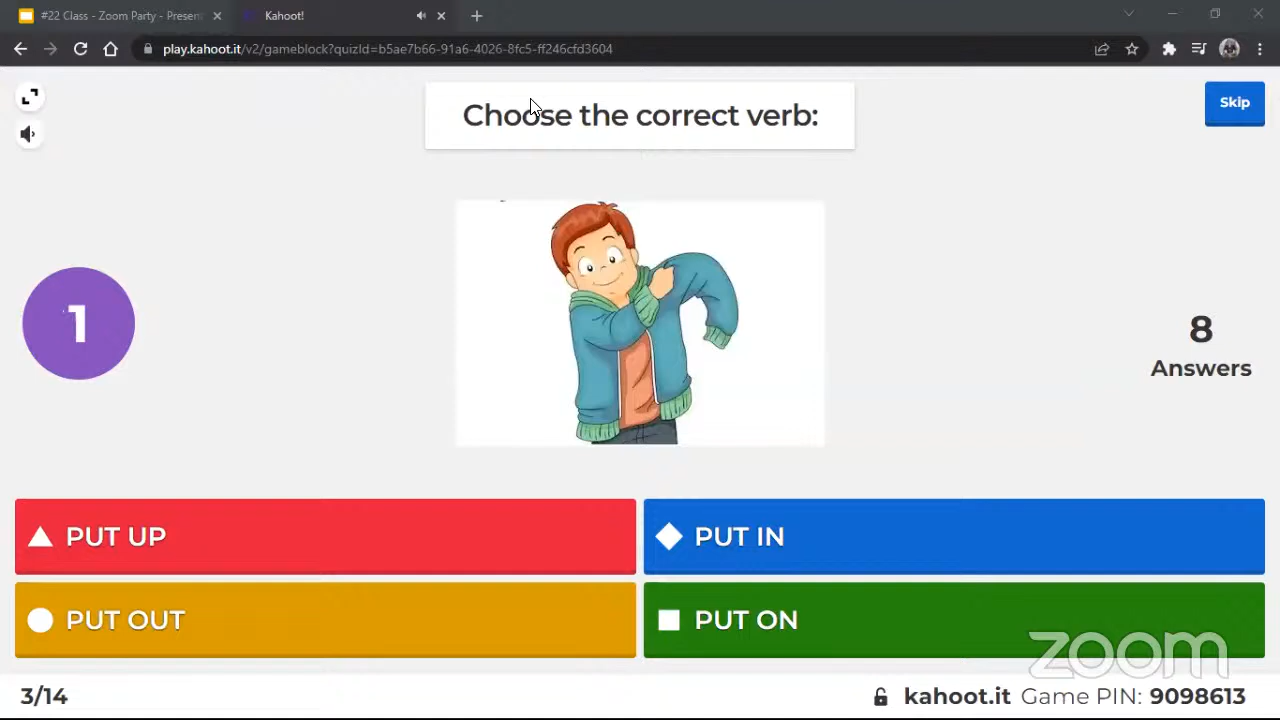 #22 Class - Zoom Party - Presen
Kahoot!
play.kahoot.it/v2/gameblock?quizId=b5ae7b66-91a6-4026-8fc5-ff246cfd3604
Choose the correct verb:
Skip
1
8
Answers
PUT UP
PUT IN
PUT OUT
PUT ON
zoom
3/14
kahoot.it Game PIN: 9098613